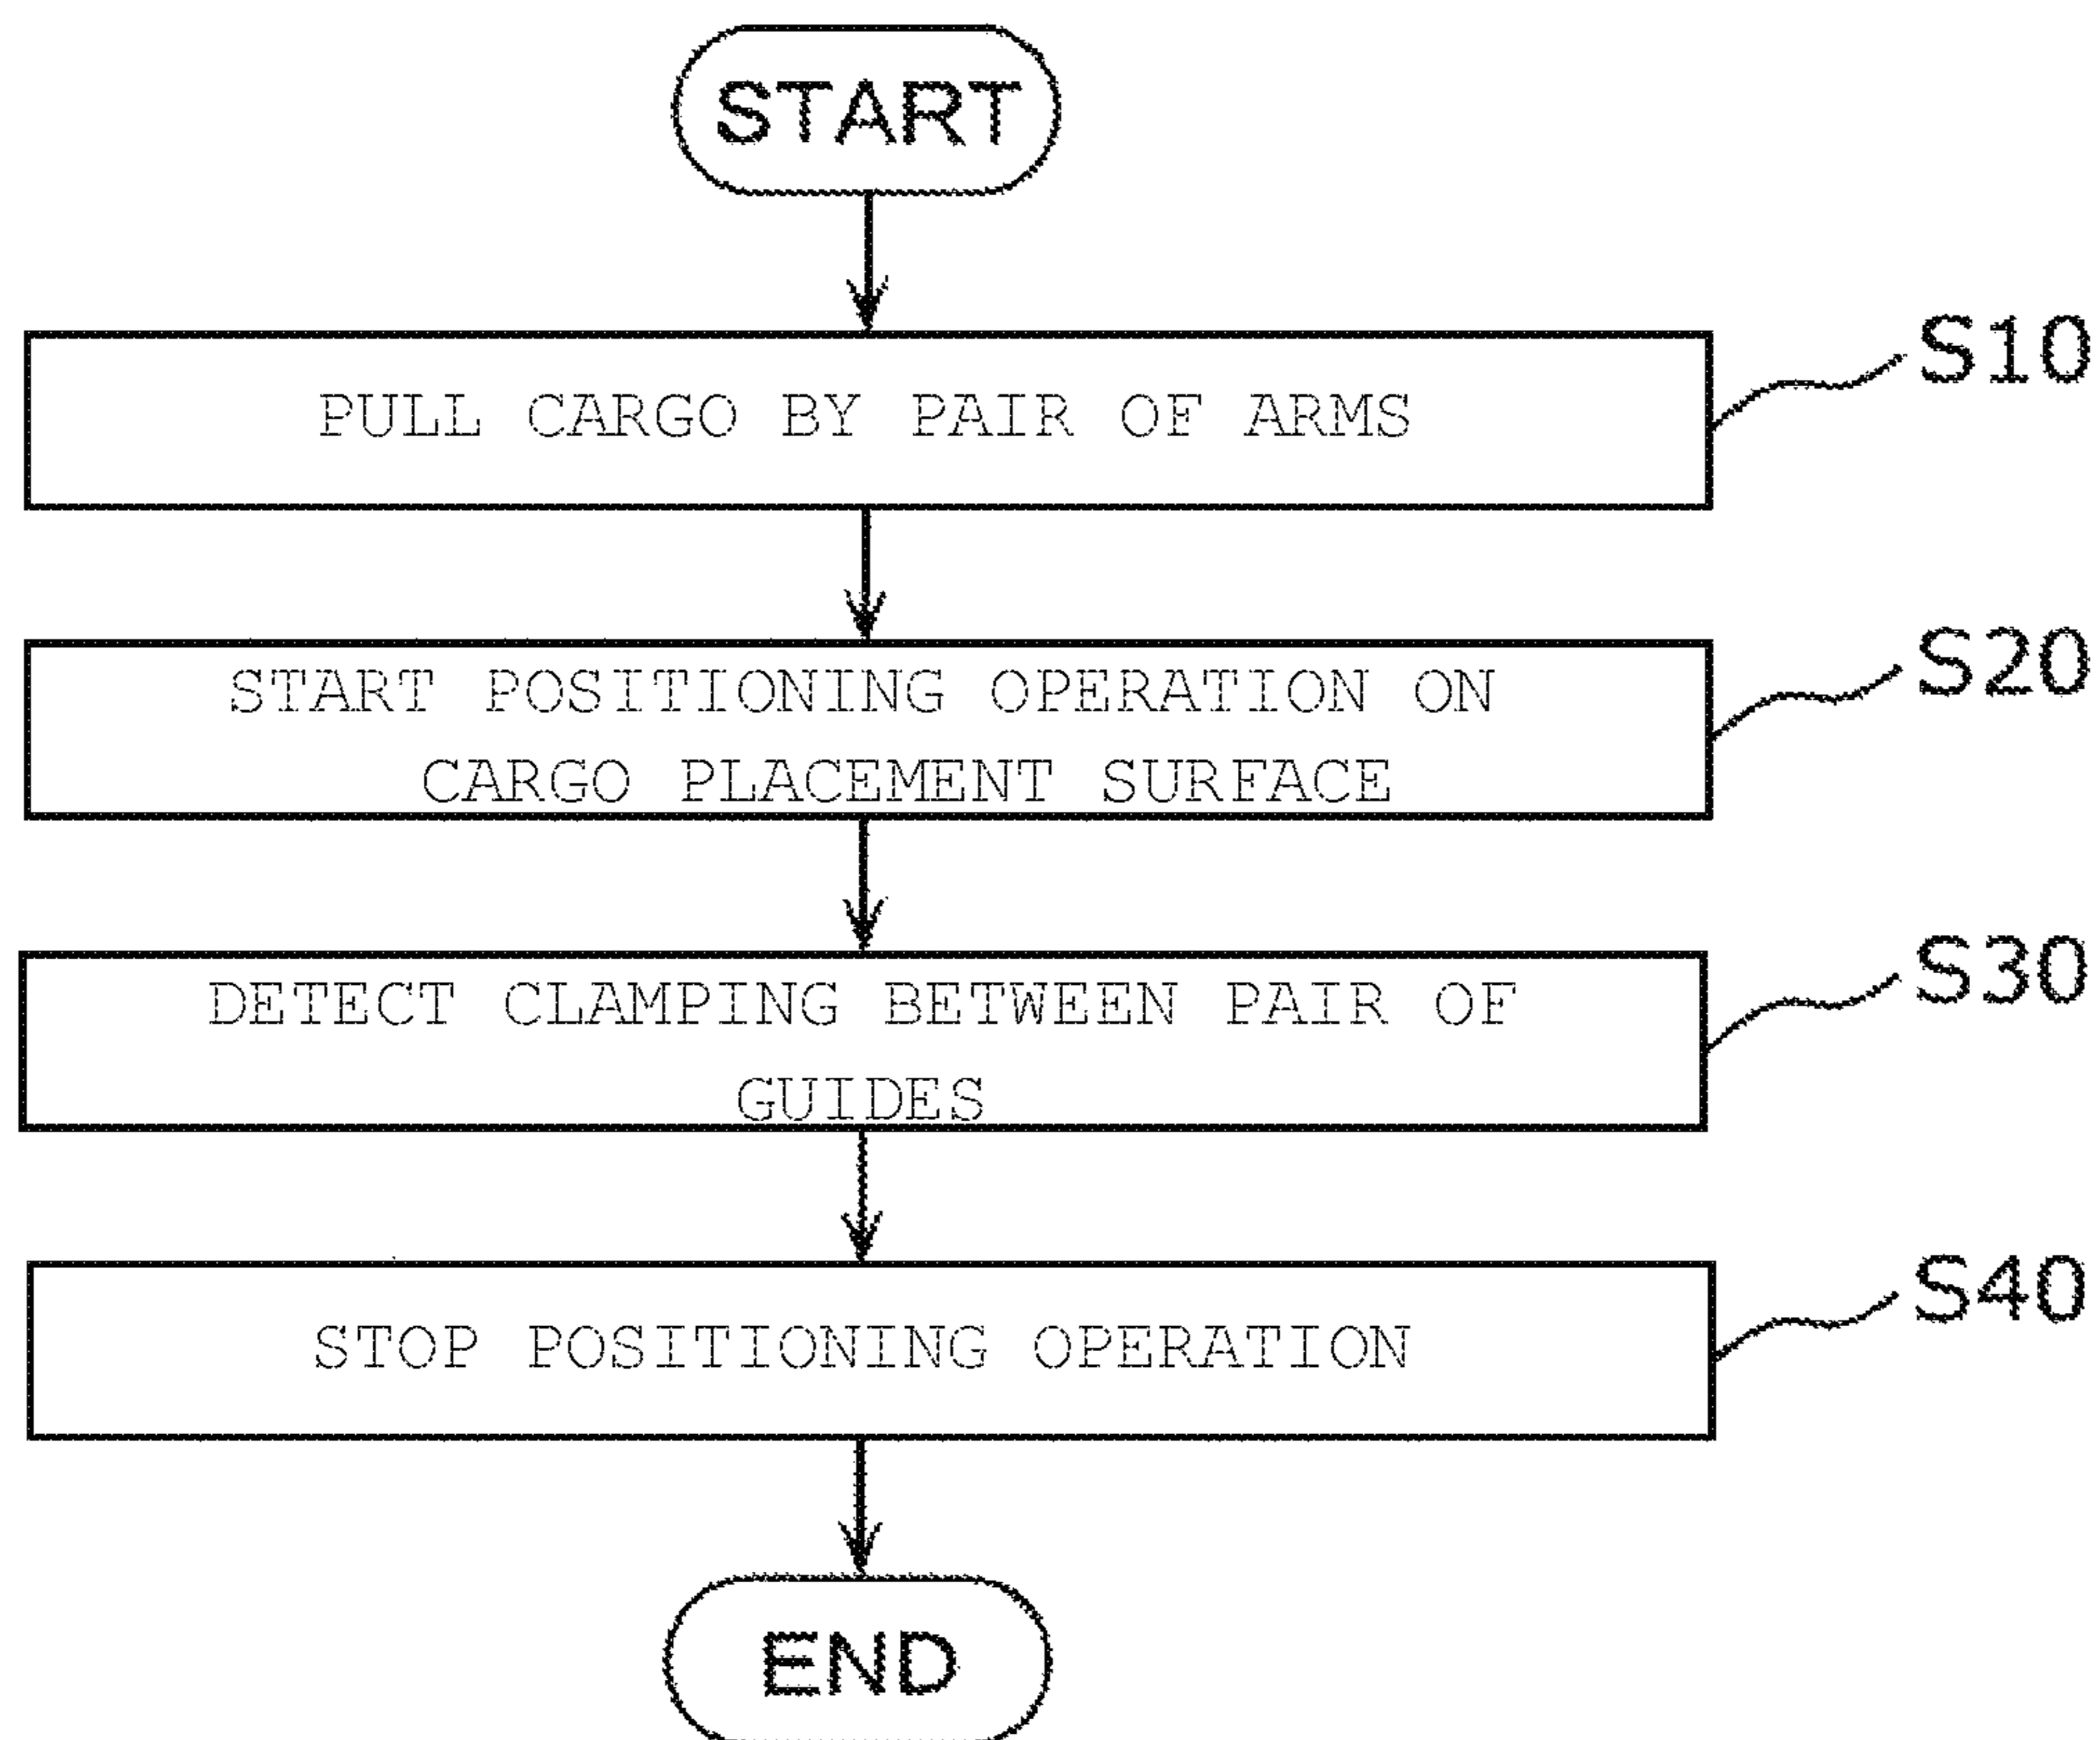 START
PULL CARGO BY PAIR OF ARMS
S10
START POSITIONING OPERATION ON
CARGO PLACEMENT SURFACE
S20
DETECT CLAMPING BETWEEN PAIR OF
GUIDES
S30
STOP POSITIONING OPERATION
S40
END